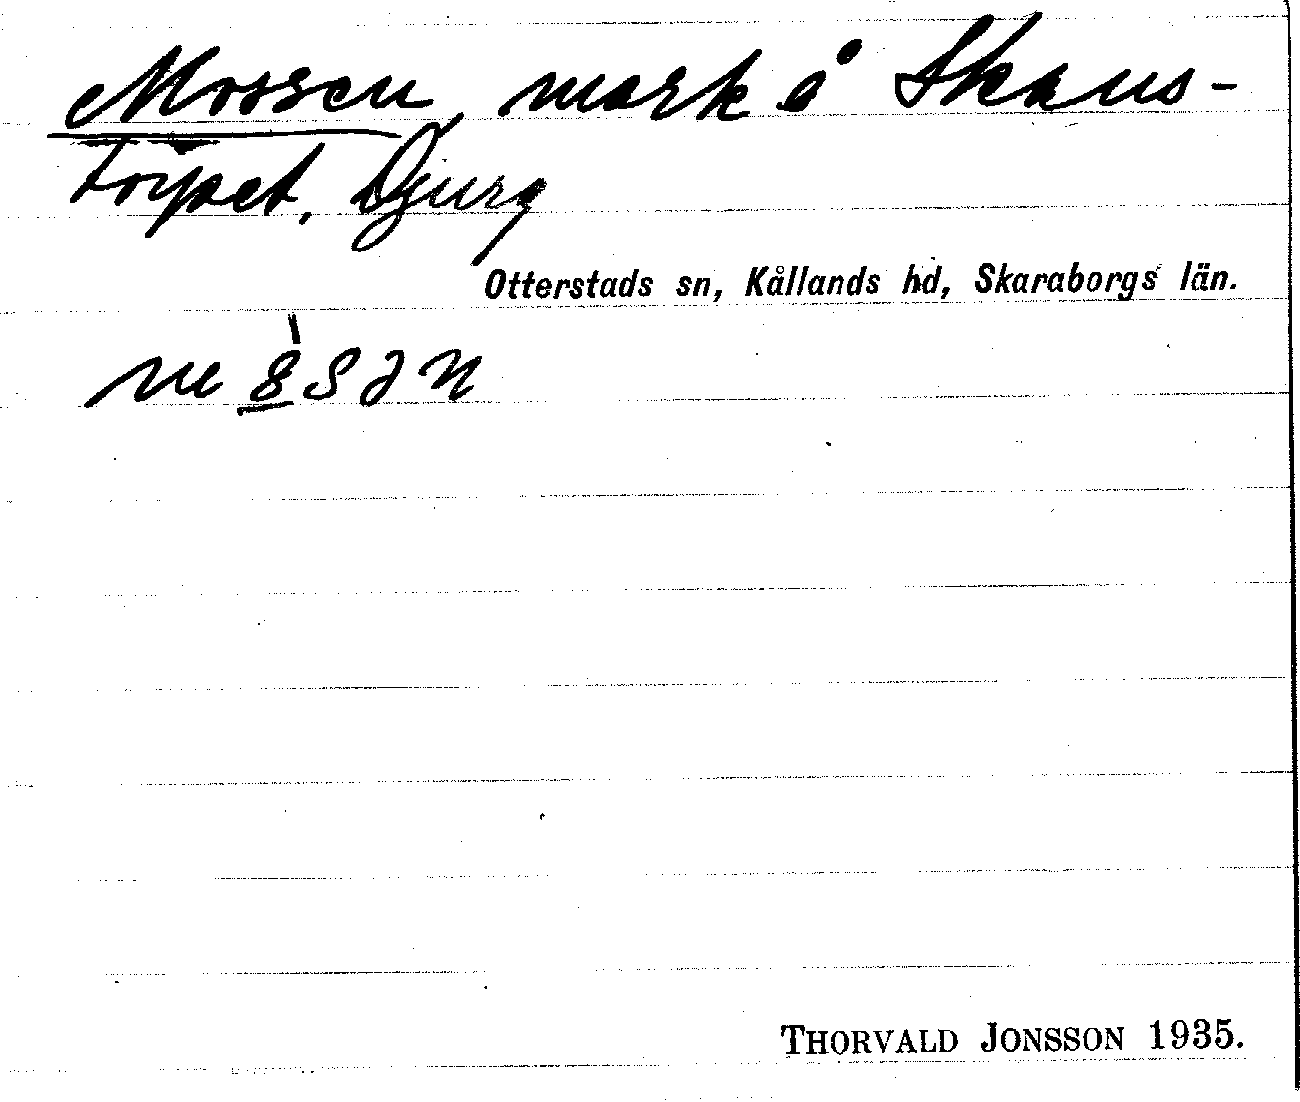 Mossen mark å Skans-
torpet, Djurg
Otterstads sn, Kållands hd, Skaraborgs län.
THORVALD JONSSON 1935.